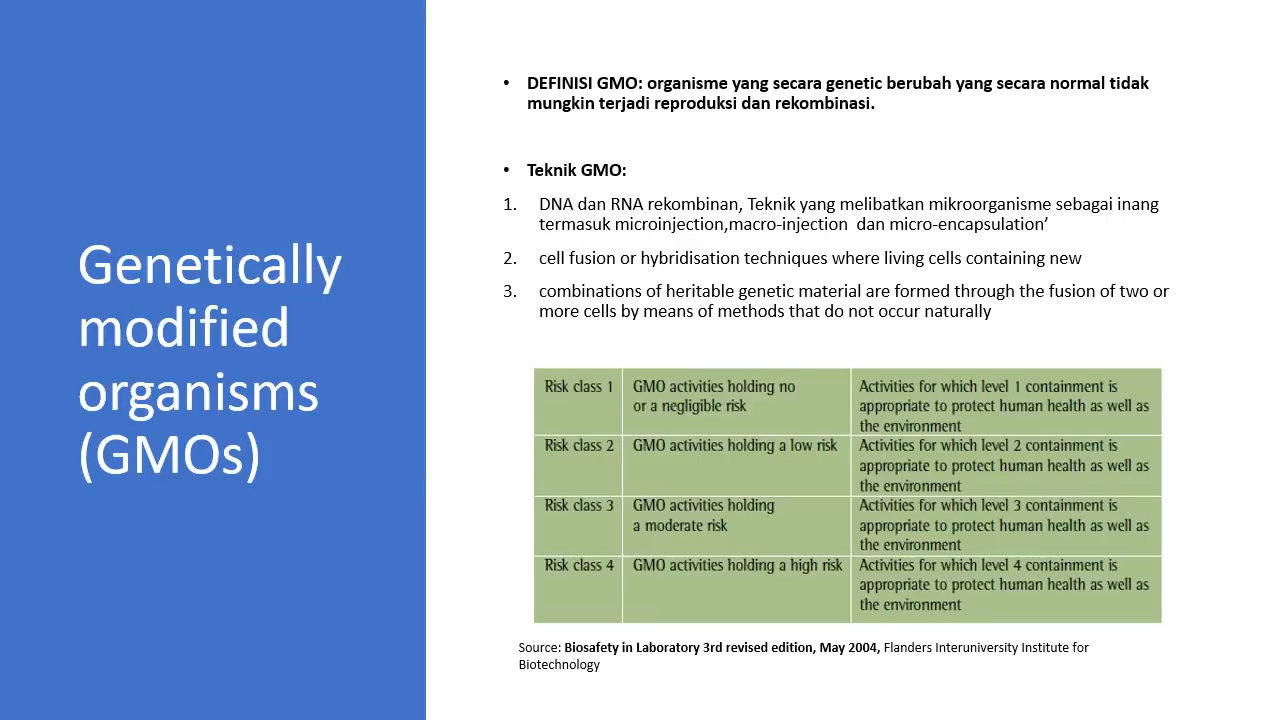 Genetically
modified
organisms
(GMOs)
• DEFINISI GMO: organisme yang secara genetic berubah yang secara normal tidak
mungkin terjadi reproduksi dan rekombinasi.
• Teknik GMO:
1. DNA dan RNA rekombinan, Teknik yang melibatkan mikroorganisme sebagai inang
termasuk microinjection,macro-injection dan micro-encapsulation’
2. cell fusion or hybridisation techniques where living cells containing new
3. combinations of heritable genetic material are formed through the fusion of two or
more cells by means of methods that do not occur naturally
Risk class 1 GMO activities holding no Activities for which level 1 containment is
or a negligible risk appropriate to protect human health as well as
the environment
Risk class 2 GMO activities holding a low risk Activities for which level 2 containment is
appropriate to protect human health as well as
the environment
Risk class 3 GMO activities holding Activities for which level 3 containment is
a moderate risk appropriate to protect human health as well as
the environment
Risk class 4 GMO activities holding a high risk Activities for which level 4 containment is
appropriate to protect human health as well as
the environment
Source: Biosafety in Laboratory 3rd revised edition, May 2004, Flanders Interuniversity Institute for
Biotechnology